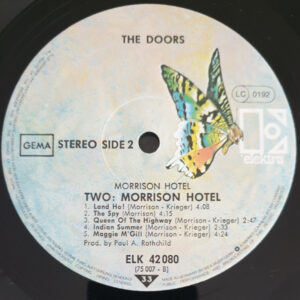 THE DOORS
LC 0192
GEMA
STEREO SIDE 2
elektra
MORRISON HOTEL
TWO: MORRISON HOTEL
1. Land Ho! (Morrison - Krieger) 4:08
2. The Spy (Morrison) 4:15
3. Queen Of The Highway (Morrison - Krieger) 2:47
4. Indian Summer (Morrison - Krieger) 2:33
5. Maggie M'Gill (Morrison - Krieger) 4:24
Prod. by Paul A. Rothchild
ELK 42 080
(75 007 - B)
33